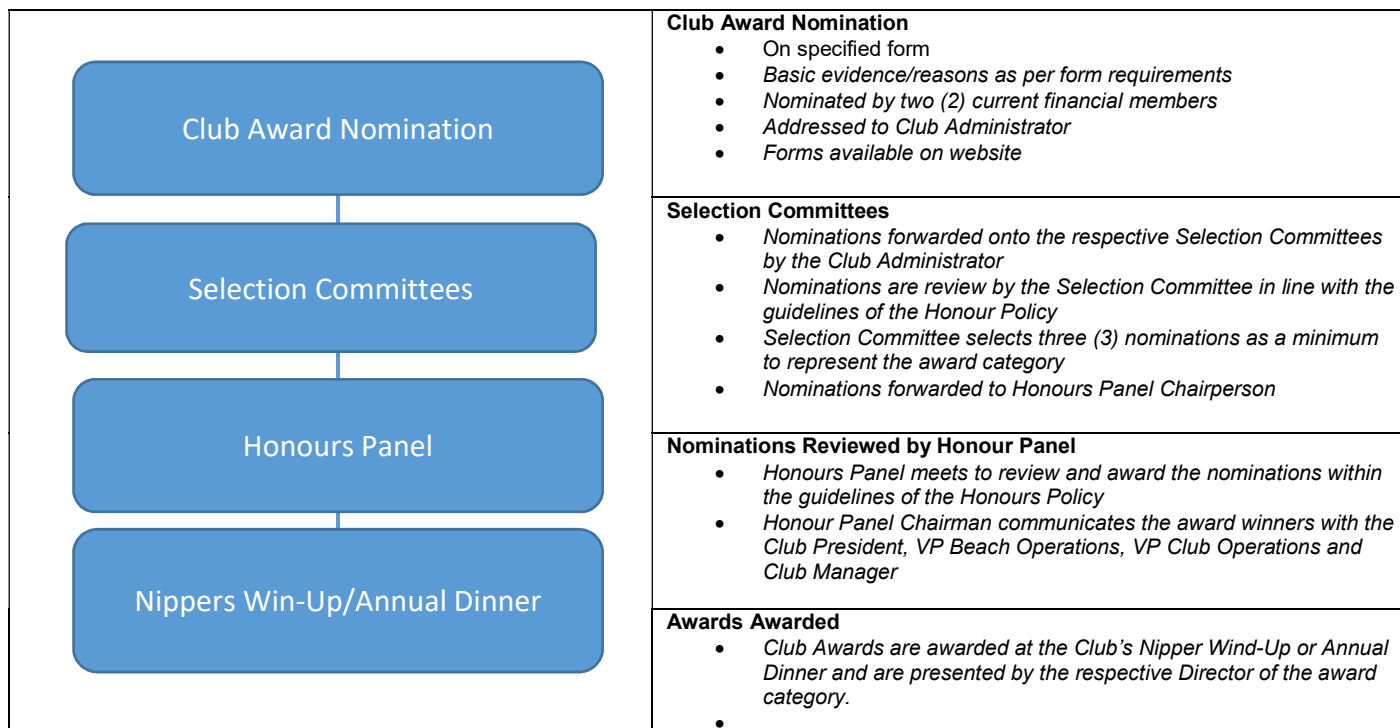 Club Award Nomination
Selection Committees
Honours Panel
Nippers Win-Up/Annual Dinner
Club Award Nomination
• On specified form
• Basic evidence/reasons as per form requirements
• Nominated by two (2) current financial members
• Addressed to Club Administrator
• Forms available on website
Selection Committees
• Nominations forwarded onto the respective Selection Committees
by the Club Administrator
• Nominations are review by the Selection Committee in line with the
guidelines of the Honour Policy
• Selection Committee selects three (3) nominations as a minimum
to represent the award category
• Nominations forwarded to Honours Panel Chairperson
Nominations Reviewed by Honour Panel
• Honours Panel meets to review and award the nominations within
the guidelines of the Honours Policy
• Honour Panel Chairman communicates the award winners with the
Club President, VP Beach Operations, VP Club Operations and
Club Manager
Awards Awarded
• Club Awards are awarded at the Club’s Nipper Wind-Up or Annual
Dinner and are presented by the respective Director of the award
category.
•